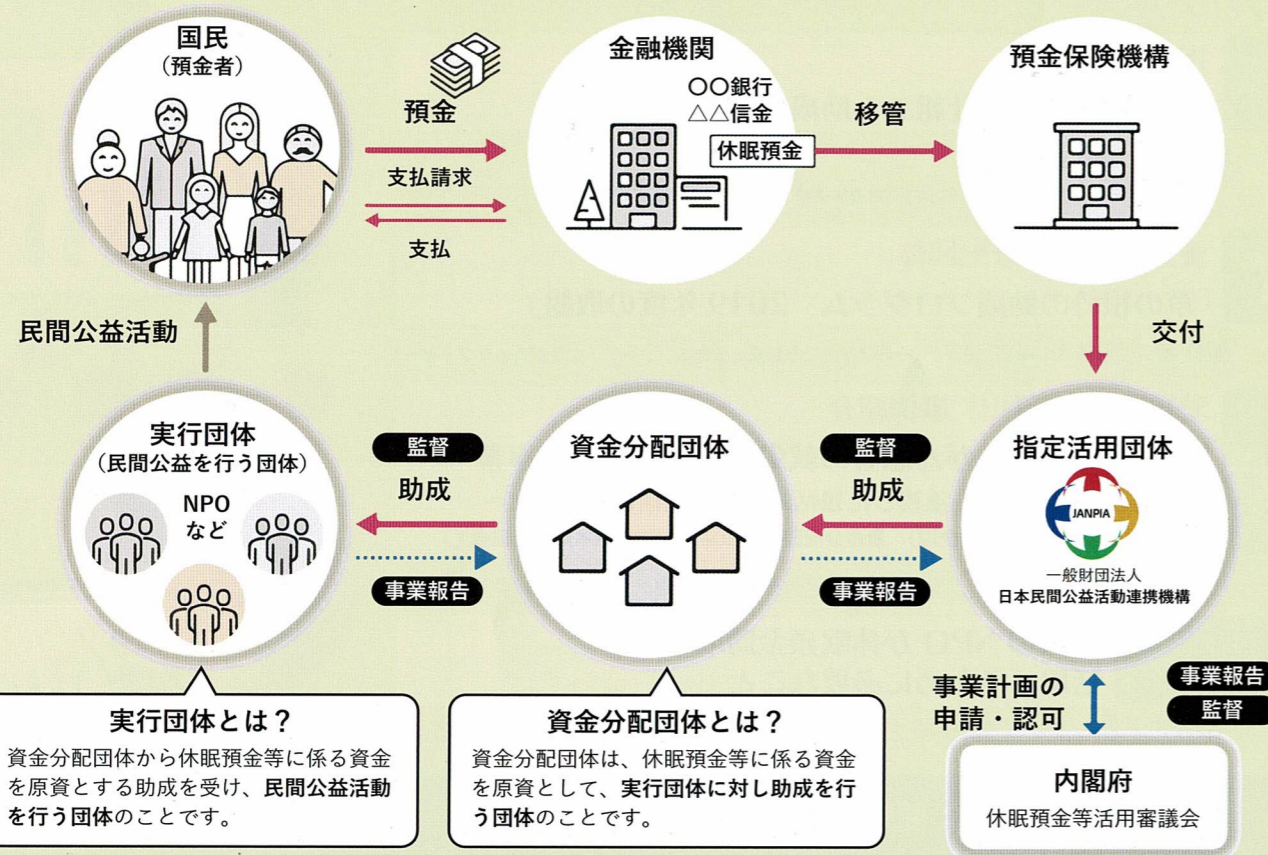 国民
(預金者)
預金
支払請求
支払
金融機関
〇〇銀行
△△信金
休眠預金
移管
預金保険機構
交付
民間公益活動
実行団体
(民間公益を行う団体)
NPO
など
監督
助成
事業報告
資金分配団体
監督
助成
事業報告
指定活用団体
JANPIA
一般財団法人
日本民間公益活動連携機構
実行団体とは？
資金分配団体から休眠預金等に係る資金
を原資とする助成を受け、民間公益活動
を行う団体のことです。
資金分配団体とは？
資金分配団体は、休眠預金等に係る資金
を原資として、実行団体に対し助成を行
う団体のことです。
事業計画の
申請・認可
事業報告
監督
内閣府
休眠預金等活用審議会